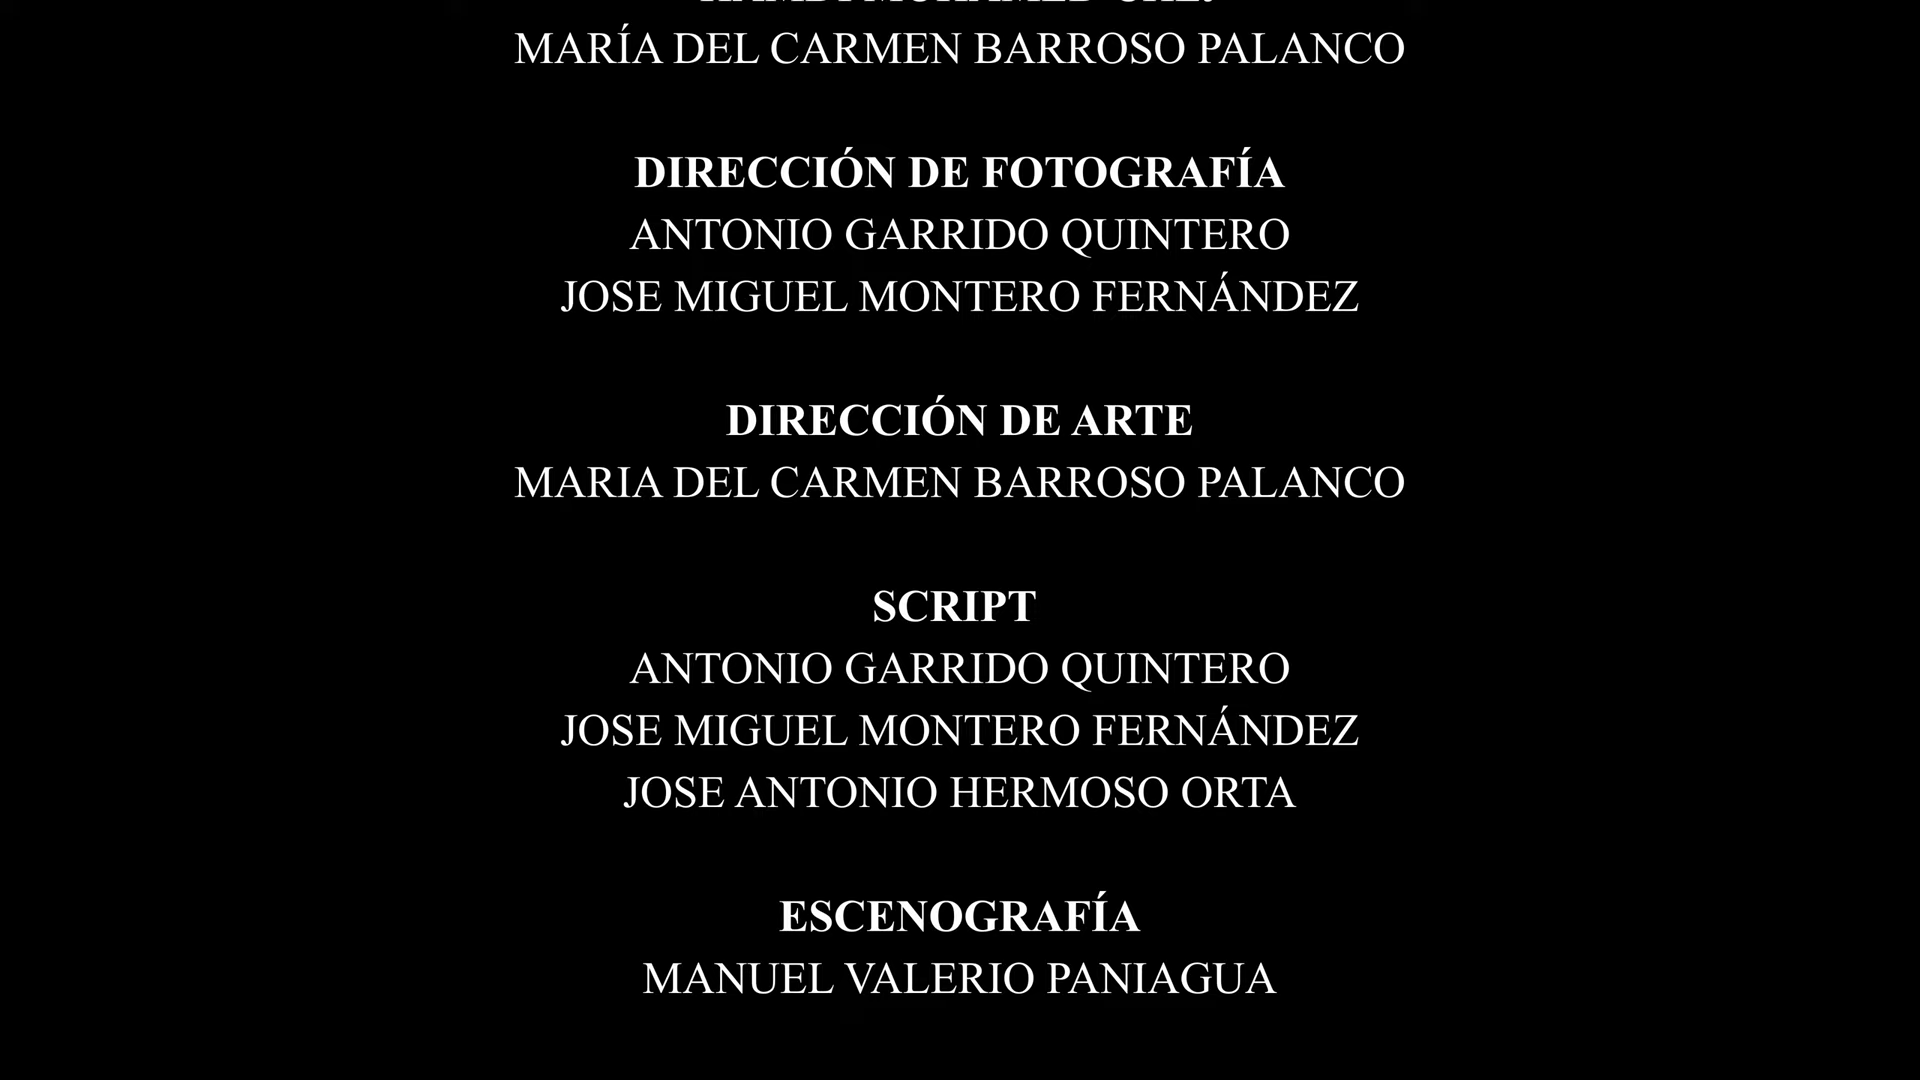 MARÍA DEL CARMEN BARROSO PALANCO
DIRECCIÓN DE FOTOGRAFÍA
ANTONIO GARRIDO QUINTERO
JOSE MIGUEL MONTERO FERNÁNDEZ
DIRECCIÓN DE ARTE
MARIA DEL CARMEN BARROSO PALANCO
SCRIPT
ANTONIO GARRIDO QUINTERO
JOSE MIGUEL MONTERO FERNÁNDEZ
JOSE ANTONIO HERMOSO ORTA
ESCENOGRAFÍA
MANUEL VALERIO PANIAGUA